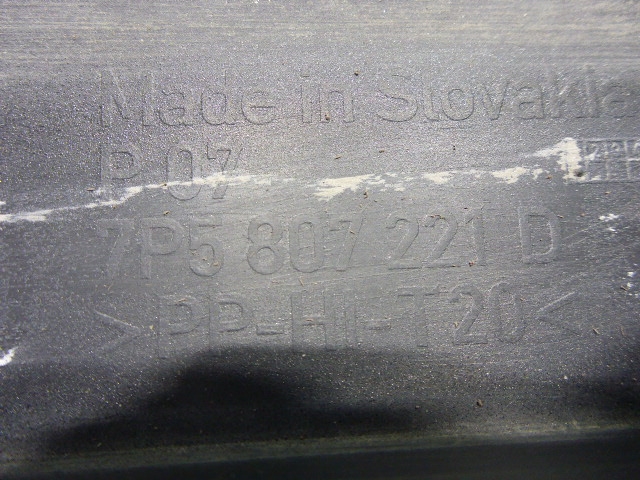 Made in Slovakia
P 07
7P5 807 221 D
>PP-HI-T20<